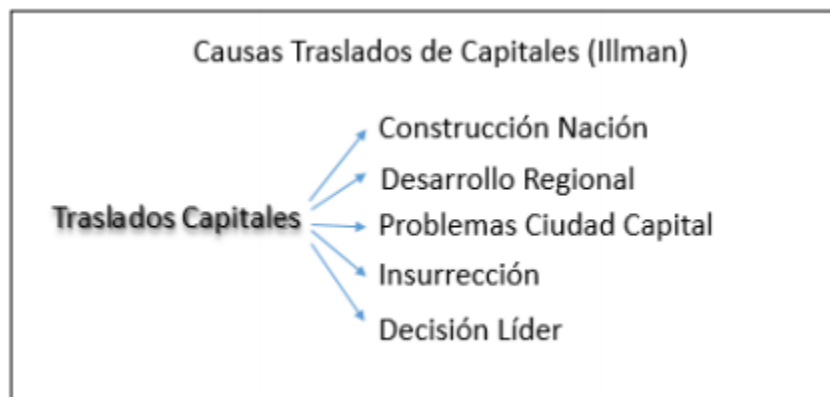 Causas Traslados de Capitales (Illman)
Construcción Nación
Desarrollo Regional
Traslados Capitales
Problemas Ciudad Capital
Insurrección
Decisión Líder